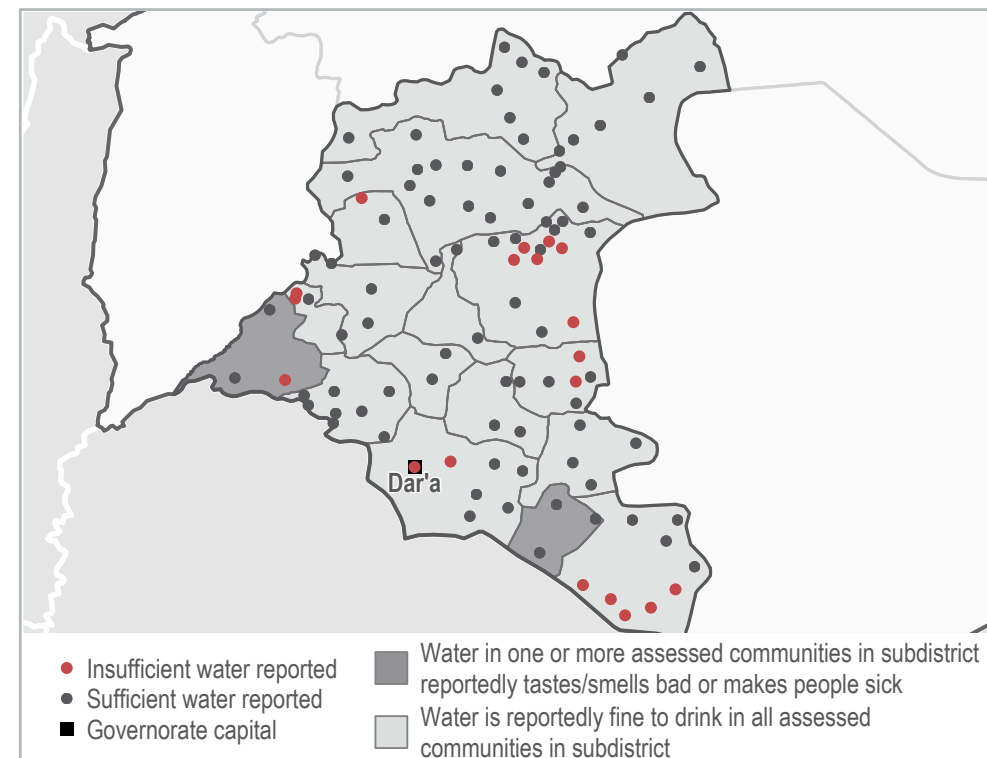 Dar'a
Insufficient water reported
Sufficient water reported
Governorate capital
Water in one or more assessed communities in subdistrict
reportedly tastes/smells bad or makes people sick
Water is reportedly fine to drink in all assessed
communities in subdistrict